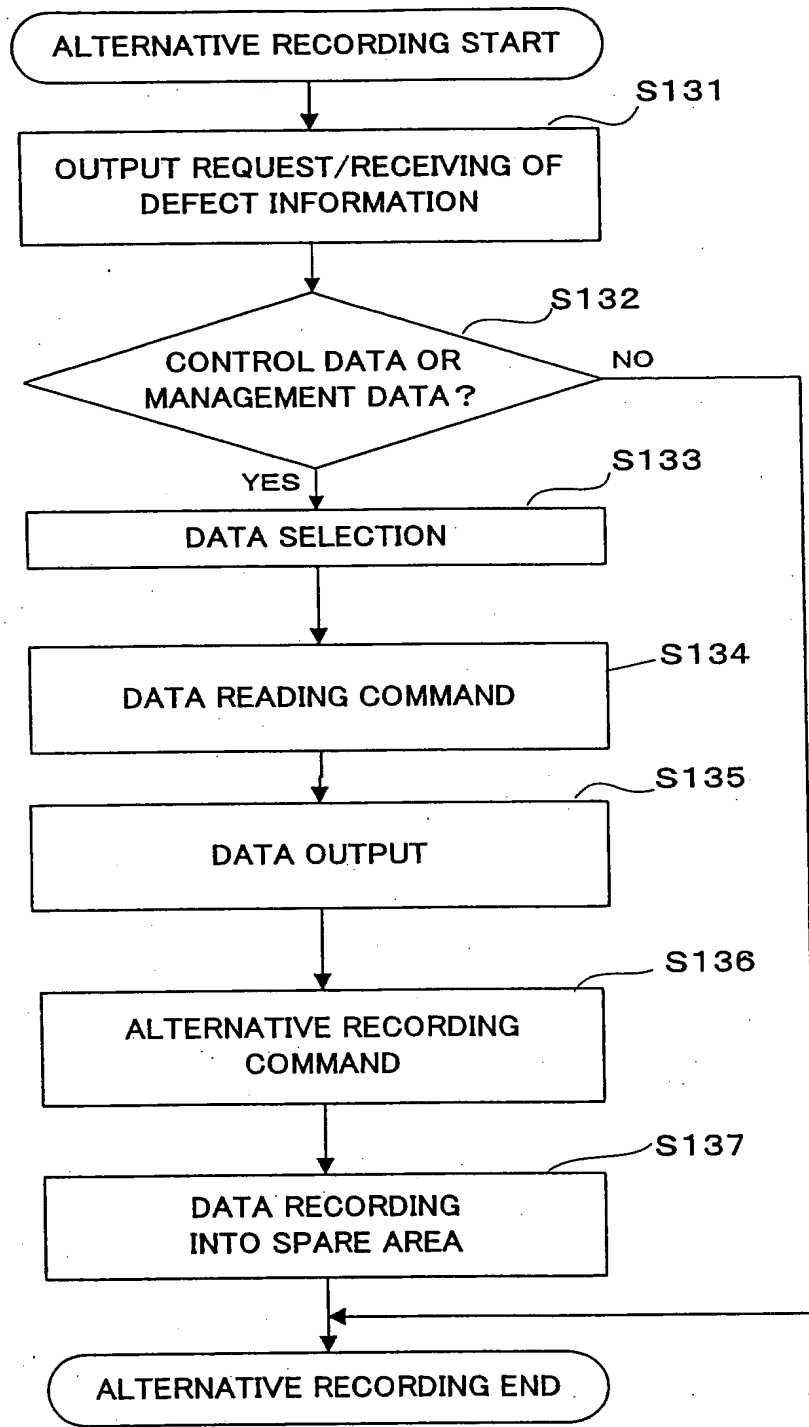 ALTERNATIVE RECORDING START
S131
OUTPUT REQUEST/RECEIVING OF
DEFECT INFORMATION
S132
CONTROL DATA OR
MANAGEMENT DATA?
NO
YES
S133
DATA SELECTION
S134
DATA READING COMMAND
S135
DATA OUTPUT
S136
ALTERNATIVE RECORDING
COMMAND
S137
DATA RECORDING
INTO SPARE AREA
ALTERNATIVE RECORDING END